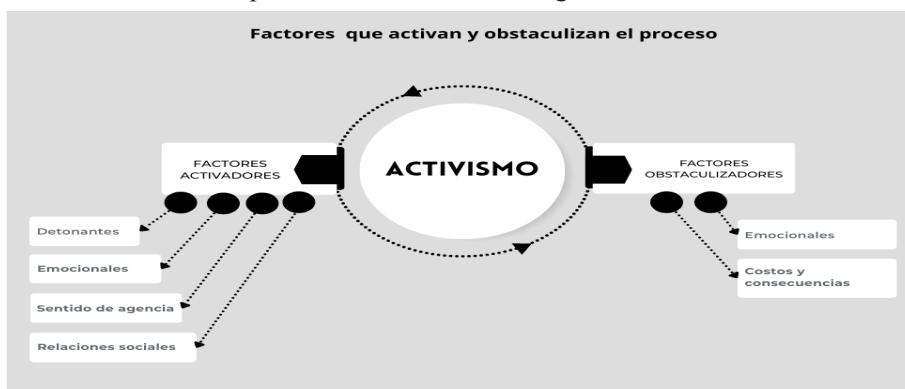 Factores que activan y obstaculizan el proceso
FACTORES
ACTIVADORES
ACTIVISMO
FACTORES
OBSTACULIZADORES
Detonantes
Emocionales
Sentido de agencia
Relaciones sociales
Emocionales
Costos y
consecuencias